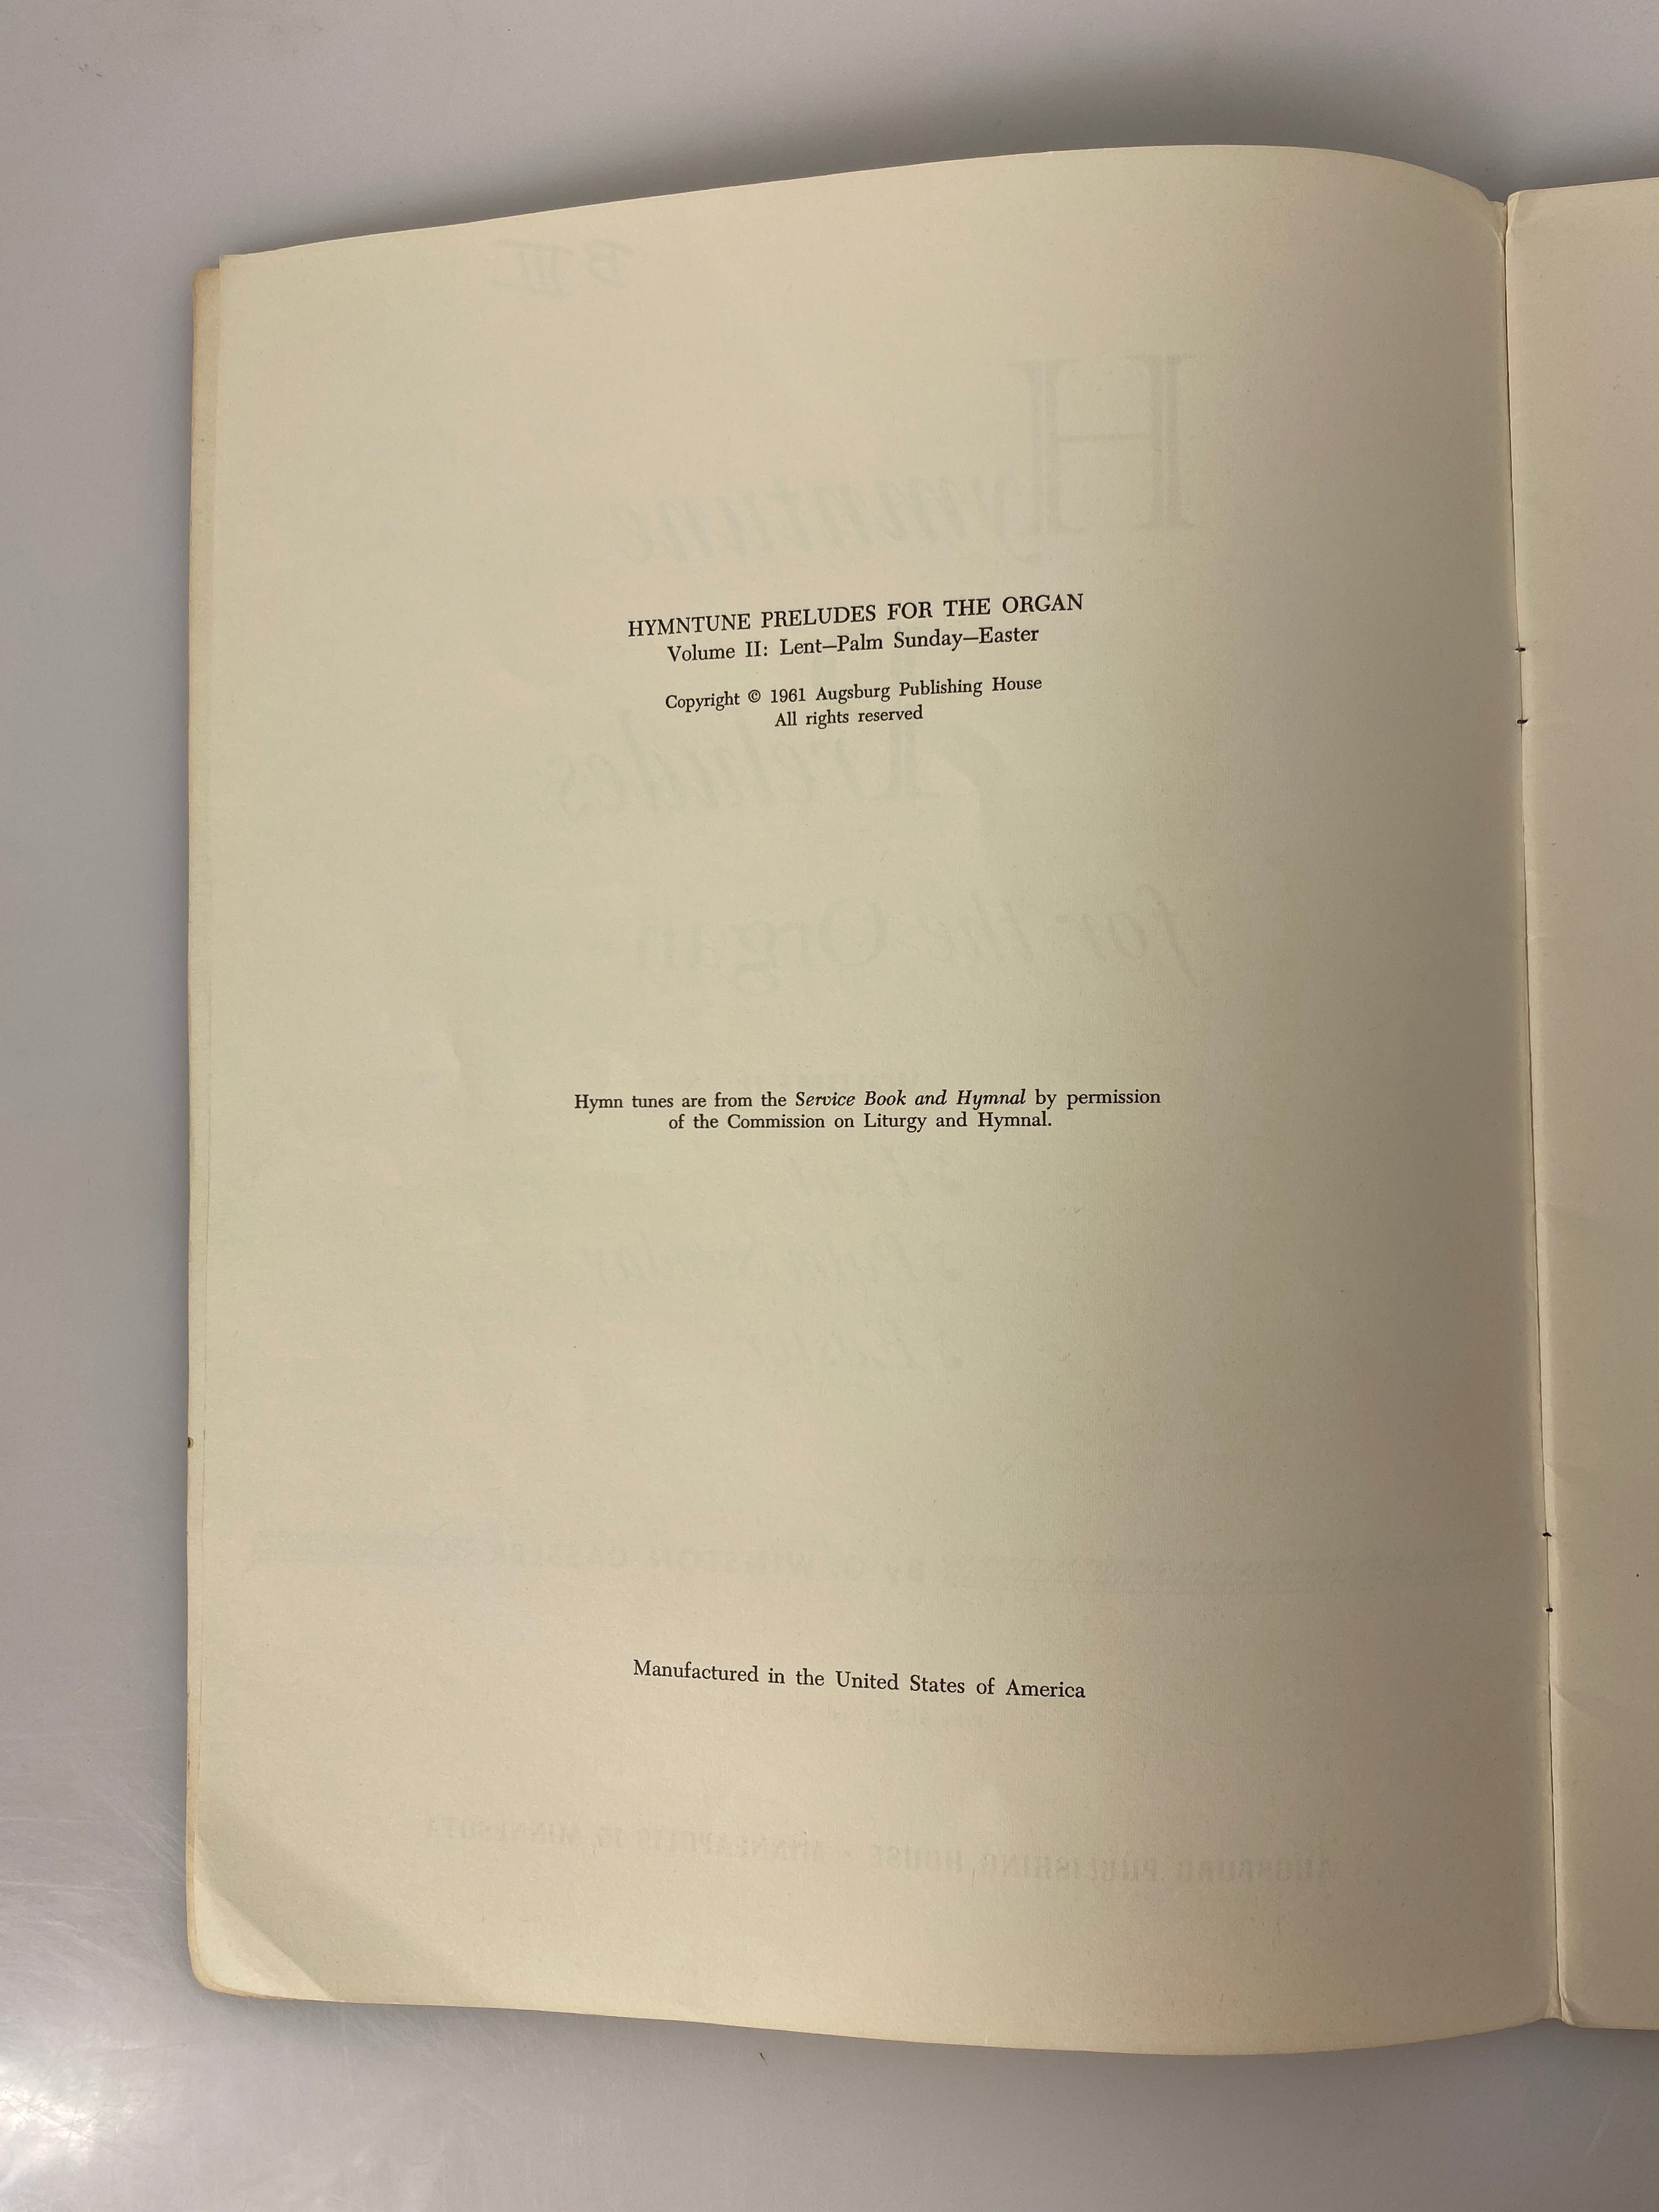 HYMNTUNE PRELUDES FOR THE ORGAN
Volume II: Lent—Palm Sunday—Easter
Copyright © 1961 Augsburg Publishing House
All rights reserved
Hymn tunes are from the Service Book and Hymnal by permission
of the Commission on Liturgy and Hymnal.
Manufactured in the United States of America